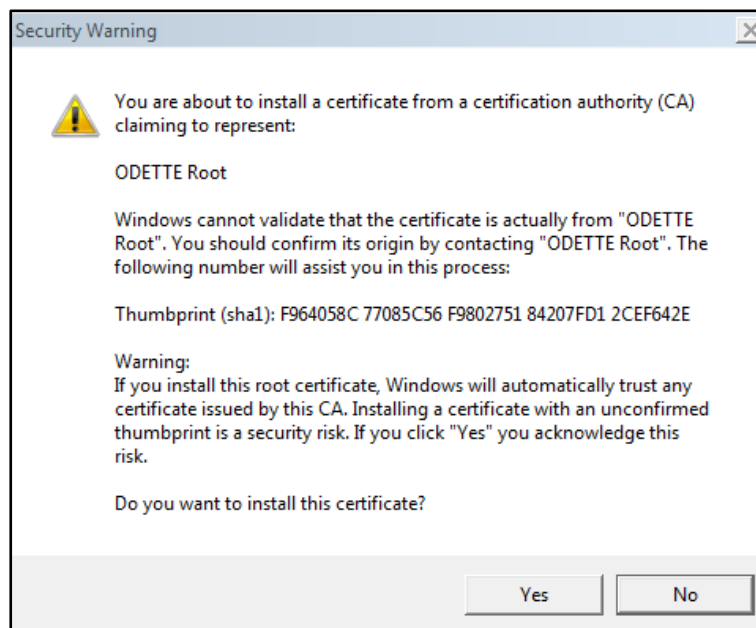 Security Warning
You are about to install a certificate from a certification authority (CA)
claiming to represent:
ODETTE Root
Windows cannot validate that the certificate is actually from "ODETTE
Root". You should confirm its origin by contacting "ODETTE Root". The
following number will assist you in this process:
Thumbprint (sha1): F964058C 77085C56 F9802751 84207FD1 2CEF642E
Warning:
If you install this root certificate, Windows will automatically trust any
certificate issued by this CA. Installing a certificate with an unconfirmed
thumbprint is a security risk. If you click "Yes" you acknowledge this
risk.
Do you want to install this certificate?
Yes
No